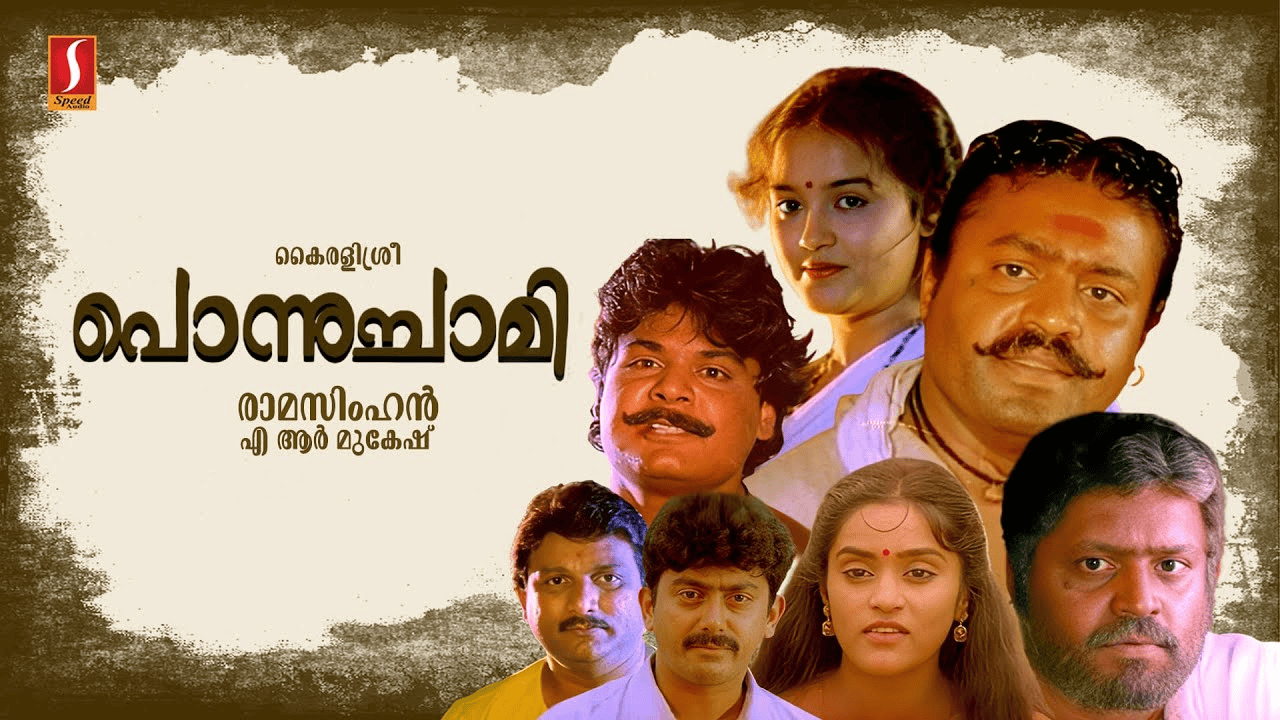 S
Speed
Audio
കൈരളിശ്രീ
പൊന്നുച്ചാമി
രാമസിംഹൻ
എ ആർ മുകേഷ്